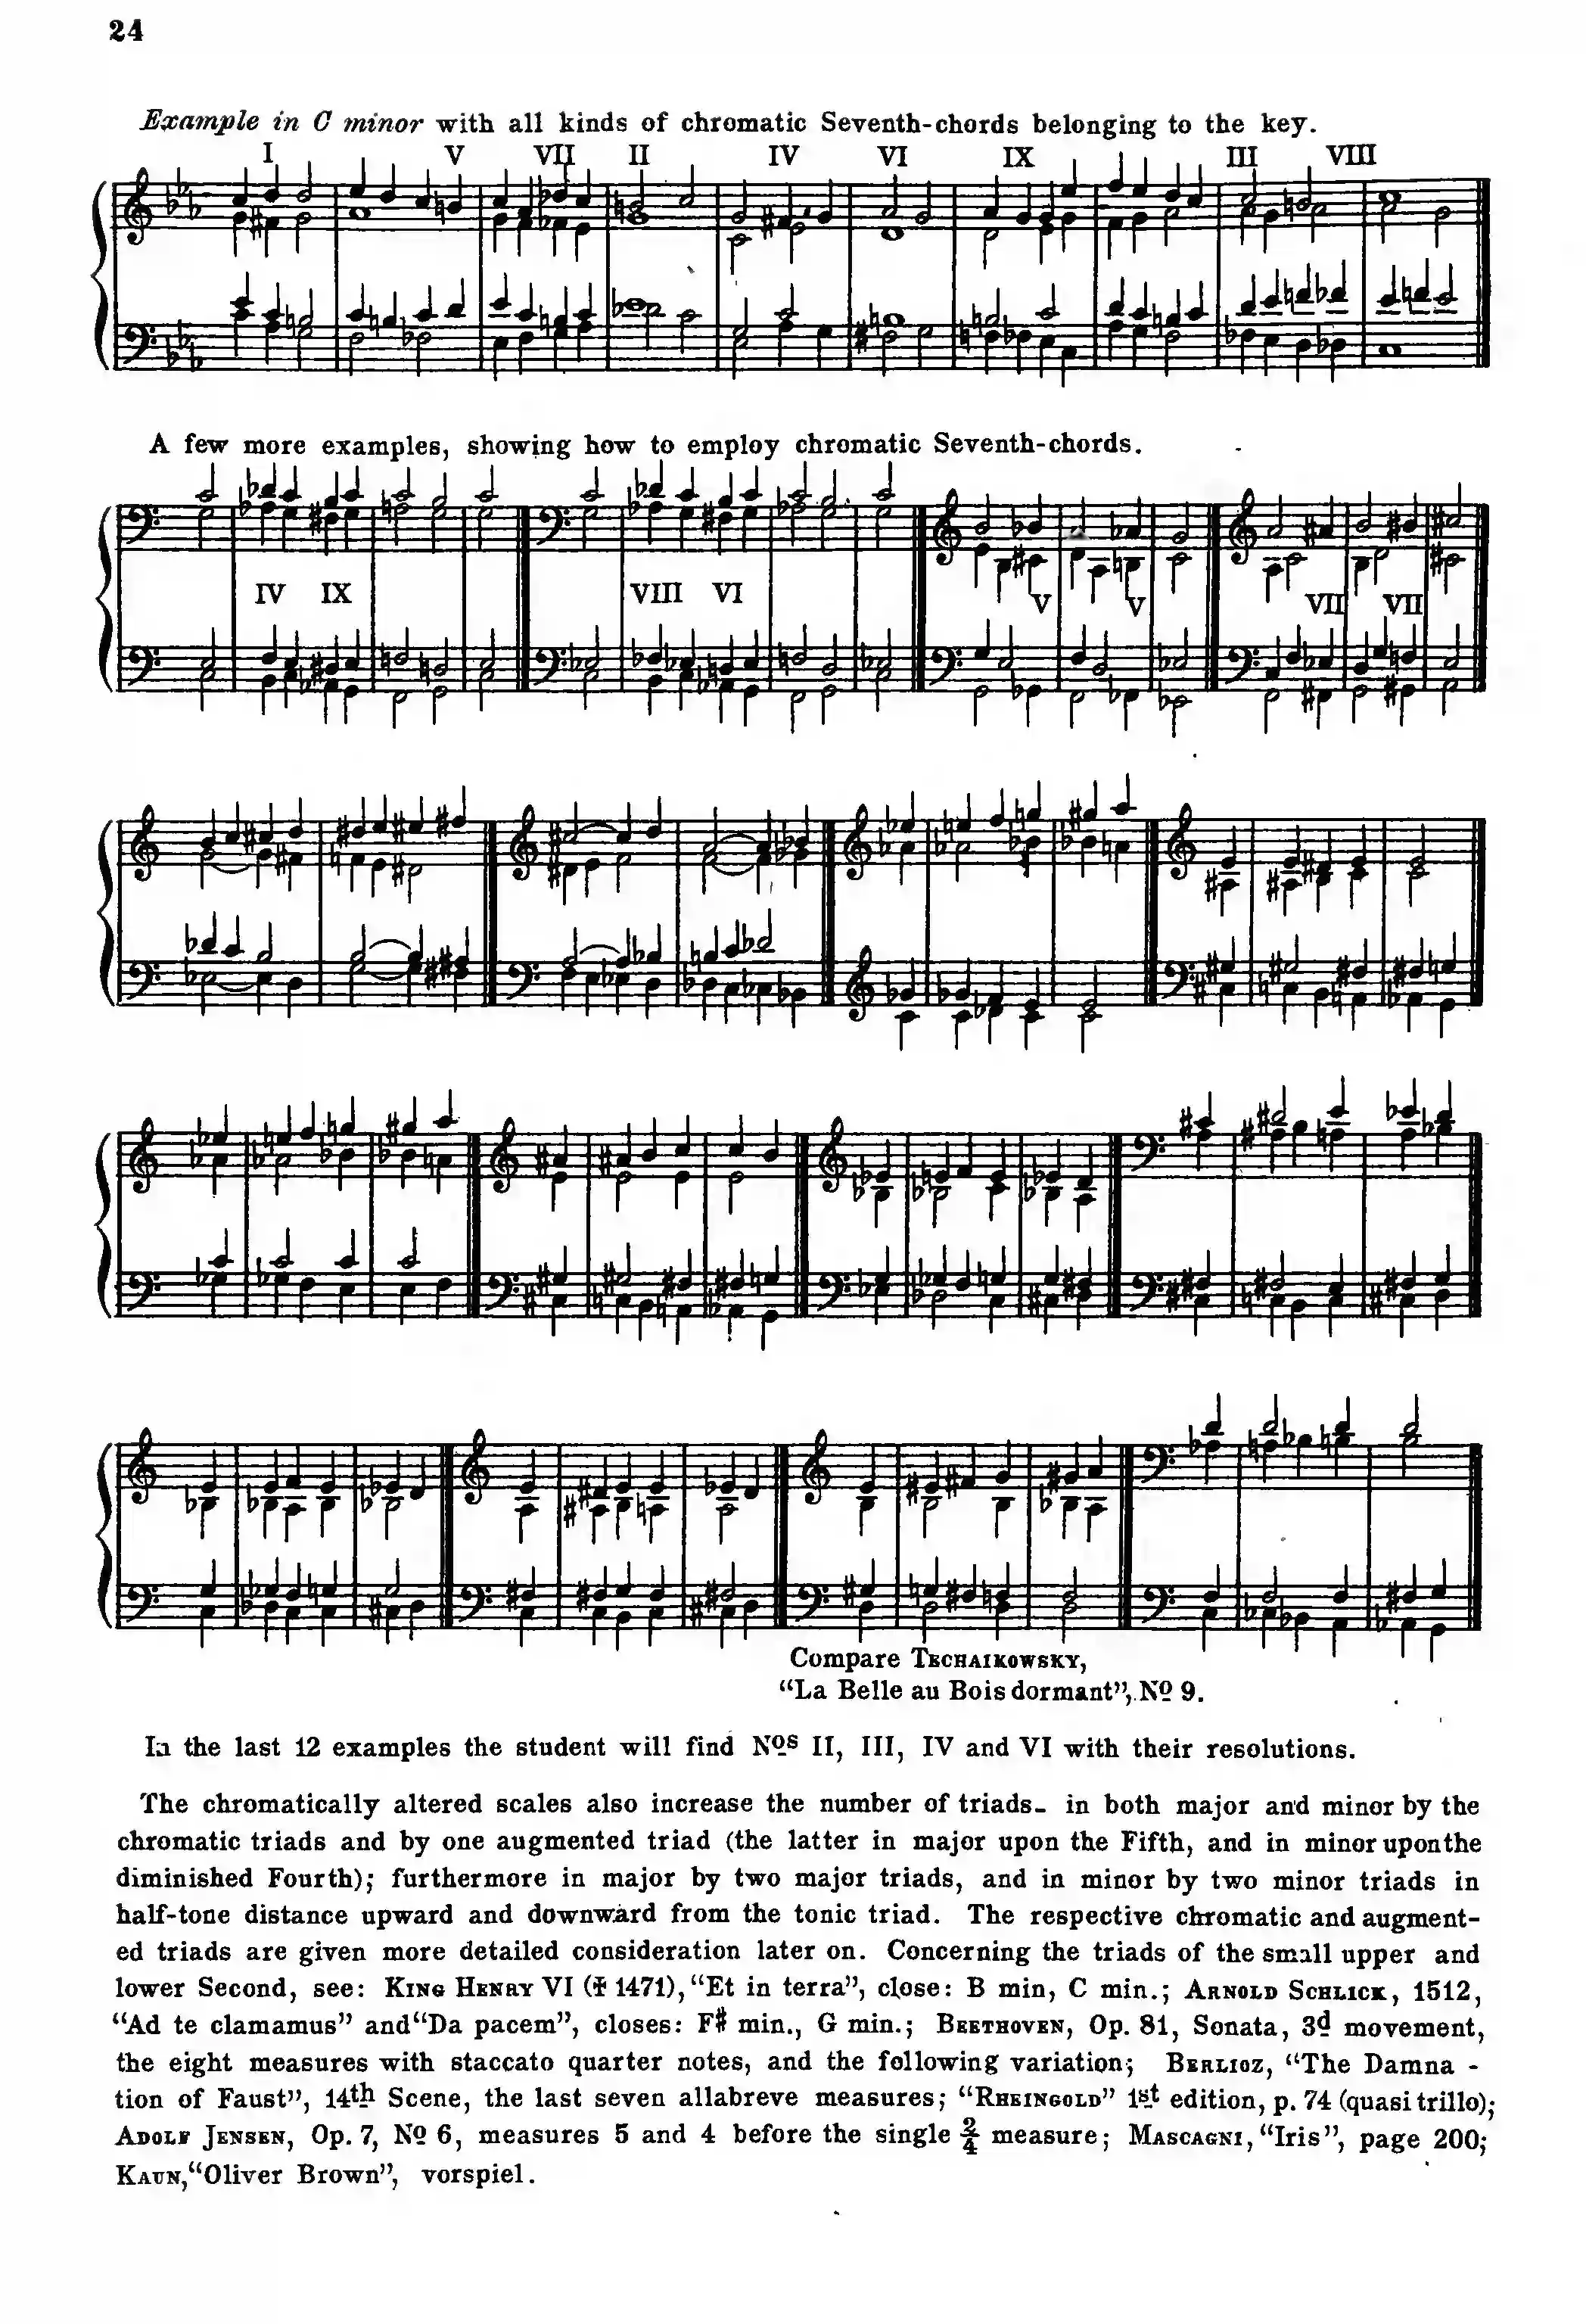 24
Example in C minor with all kinds of chromatic Seventh-chords belonging to the key.
I V VII II IV VI IX III VIII
A few more examples, showing how to employ chromatic Seventh-chords.
IV IX VIII VI V V VII VII
Compare TSCHAIKOWSKY,
“La Belle au Bois dormant”, Nº 9.
In the last 12 examples the student will find Nºs II, III, IV and VI with their resolutions.
The chromatically altered scales also increase the number of triads_ in both major and minor by the
chromatic triads and by one augmented triad (the latter in major upon the Fifth, and in minor upon the
diminished Fourth); furthermore in major by two major triads, and in minor by two minor triads in
half-tone distance upward and downward from the tonic triad. The respective chromatic and augment-
ed triads are given more detailed consideration later on. Concerning the triads of the small upper and
lower Second, see: KING HENRY VI (✝ 1471), “Et in terra”, close: B min, C min.; ARNOLD SCHLICK, 1512,
“Ad te clamamus” and “Da pacem”, closes: F♯ min., G min.; BEETHOVEN, Op. 81, Sonata, 3d movement,
the eight measures with staccato quarter notes, and the following variation; BERLIOZ, “The Damna -
tion of Faust”, 14th Scene, the last seven allabreve measures; “RHEINGOLD” 1st edition, p. 74 (quasi trillo);
ADOLF JENSEN, Op. 7, Nº 6, measures 5 and 4 before the single 2/4 measure; MASCAGNI, “Iris”, page 200;
KAUN, “Oliver Brown”, vorspiel.